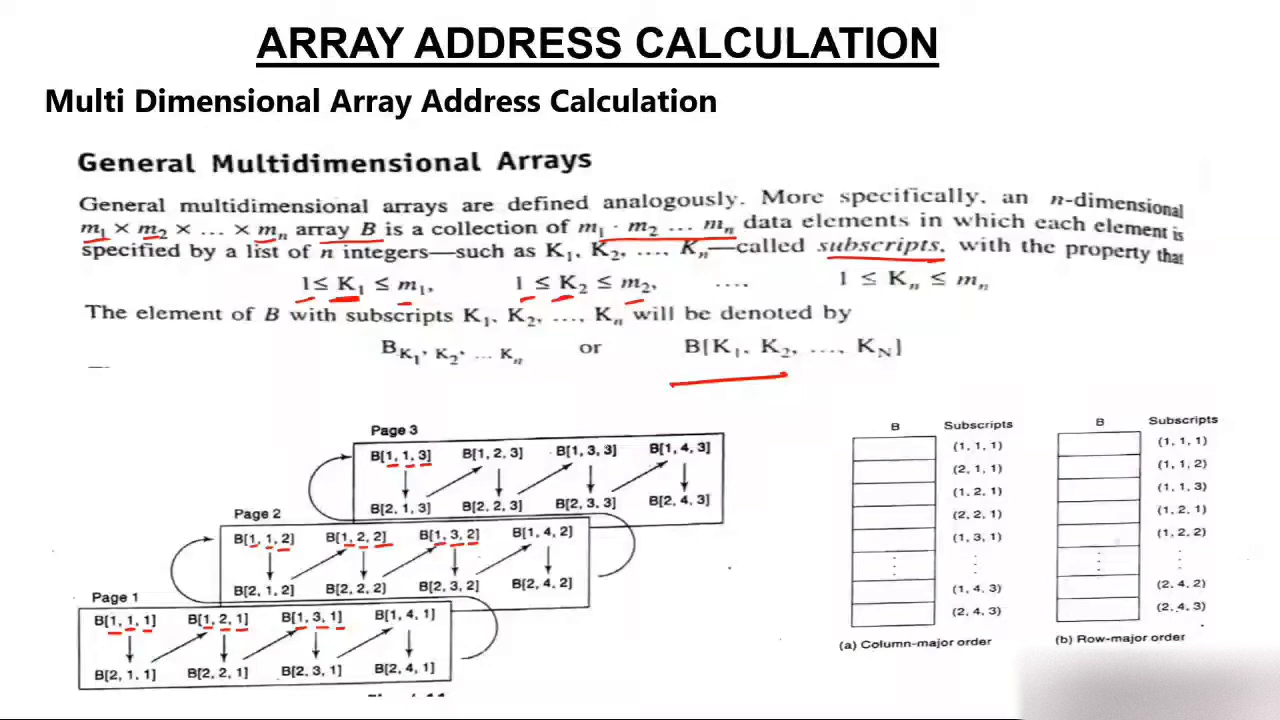 ARRAY ADDRESS CALCULATION
Multi Dimensional Array Address Calculation
General Multidimensional Arrays
General multidimensional arrays are defined analogously. More specifically, an n-dimensional
m₁ × m₂ × ... × mₙ array B is a collection of m₁ · m₂ ... mₙ data elements in which each element is
specified by a list of n integers—such as K₁, K₂, ..., Kₙ—called subscripts, with the property that
1 ≤ K₁ ≤ m₁, 1 ≤ K₂ ≤ m₂, .... 1 ≤ Kₙ ≤ mₙ
The element of B with subscripts K₁, K₂, ..., Kₙ will be denoted by
B K₁, K₂, ... Kₙ or B[K₁, K₂, ..., K_N]
Page 3
B[1, 1, 3] B[1, 2, 3] B[1, 3, 3] B[1, 4, 3]
B[2, 1, 3] B[2, 2, 3] B[2, 3, 3] B[2, 4, 3]
Page 2
B[1, 1, 2] B[1, 2, 2] B[1, 3, 2] B[1, 4, 2]
B[2, 1, 2] B[2, 2, 2] B[2, 3, 2] B[2, 4, 2]
Page 1
B[1, 1, 1] B[1, 2, 1] B[1, 3, 1] B[1, 4, 1]
B[2, 1, 1] B[2, 2, 1] B[2, 3, 1] B[2, 4, 1]
B Subscripts
(1, 1, 1)
(2, 1, 1)
(1, 2, 1)
(2, 2, 1)
(1, 3, 1)
(1, 4, 3)
(2, 4, 3)
(a) Column-major order
B Subscripts
(1, 1, 1)
(1, 1, 2)
(1, 1, 3)
(1, 2, 1)
(1, 2, 2)
(2, 4, 2)
(2, 4, 3)
(b) Row-major order